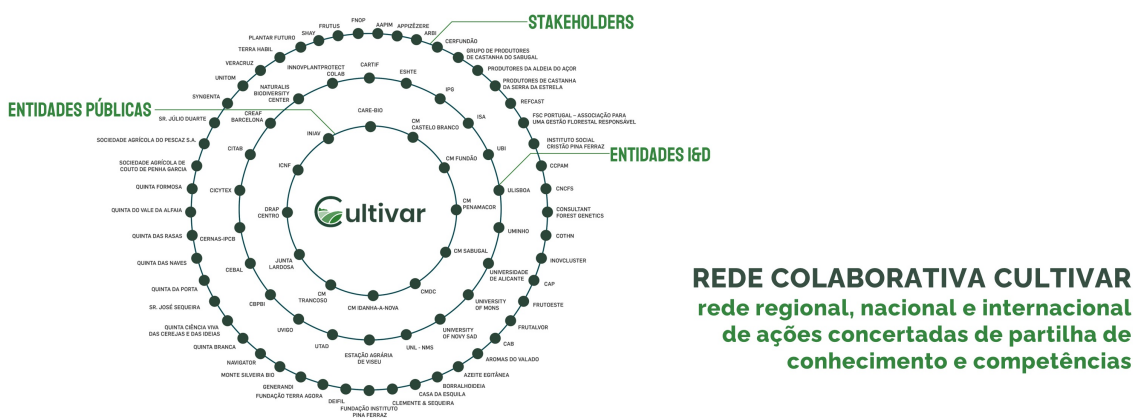 STAKEHOLDERS
ENTIDADES PÚBLICAS
ENTIDADES I&D
FNOP
AAPIM
APPIZÊZERE
ARBI
CERFUNDÃO
GRUPO DE PRODUTORES
DE CASTANHA DO SABUGAL
PRODUTORES DA ALDEIA DO AÇOR
PRODUTORES DE CASTANHA
DA SERRA DA ESTRELA
REFCAST
FSC PORTUGAL – ASSOCIAÇÃO PARA
UMA GESTÃO FLORESTAL RESPONSÁVEL
INSTITUTO SOCIAL
CRISTÃO PINA FERRAZ
CCPAM
CNCFS
CONSULTANT
FOREST GENETICS
COTHN
INOVCLUSTER
CAP
FRUTOESTE
FRUTALVOR
CAB
AROMAS DO VALADO
AZEITE EGITÂNEA
BORRALHOIDEIA
CASA DA ESQUILA
CLEMENTE & SEQUEIRA
FUNDAÇÃO INSTITUTO
PINA FERRAZ
DEIFIL
FUNDAÇÃO TERRA AGORA
GENERANDI
MONTE SILVEIRA BIO
NAVIGATOR
QUINTA BRANCA
QUINTA CIÊNCIA VIVA
DAS CEREJAS E DAS IDEIAS
SR. JOSÉ SEQUEIRA
QUINTA DA PORTA
QUINTA DAS NAVES
QUINTA DAS RASAS
QUINTA DO VALE DA ALFAIA
QUINTA FORMOSA
SOCIEDADE AGRÍCOLA DE
COUTO DE PENHA GARCIA
SOCIEDADE AGRÍCOLA DO PESCAZ S.A.
SR. JÚLIO DUARTE
SYNGENTA
UNITOM
VERACRUZ
TERRA HABIL
PLANTAR FUTURO
SHAY
FRUTUS
CARTIF
ESHTE
IPG
ISA
UBI
ULISBOA
UMINHO
UNIVERSIDADE
DE ALICANTE
UNIVERSITY
OF MONS
UNIVERSITY
OF NOVY SAD
UNL - NMS
ESTAÇÃO AGRÁRIA
DE VISEU
UTAD
UVIGO
CBPBI
CEBAL
CERNAS-IPCB
CICYTEX
CITAB
CREAF
BARCELONA
NATURALIS
BIODIVERSITY
CENTER
INNOVPLANTPROTECT
COLAB
CARE-BIO
CM
CASTELO BRANCO
CM FUNDÃO
CM
PENAMACOR
CM SABUGAL
CMDC
CM IDANHA-A-NOVA
CM
TRANCOSO
JUNTA
LARDOSA
DRAP
CENTRO
ICNF
INIAV
Cultivar
REDE COLABORATIVA CULTIVAR
rede regional, nacional e internacional
de ações concertadas de partilha de
conhecimento e competências